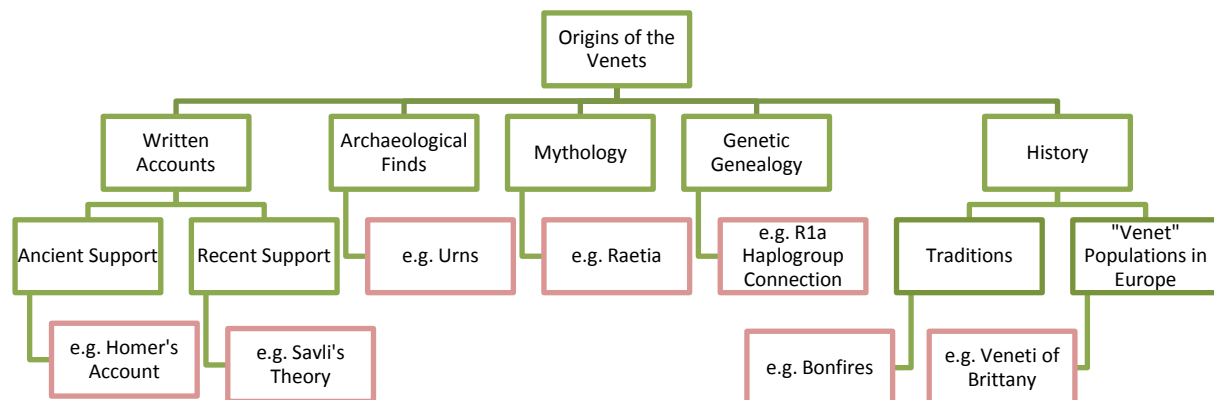 Origins of the
Venets
Written
Accounts
Archaeological
Finds
Mythology
Genetic
Genealogy
History
Ancient Support
Recent Support
e.g. Urns
e.g. Raetia
e.g. R1a
Haplogroup
Connection
Traditions
"Venet"
Populations in
Europe
e.g. Homer's
Account
e.g. Savli's
Theory
e.g. Bonfires
e.g. Veneti of
Brittany